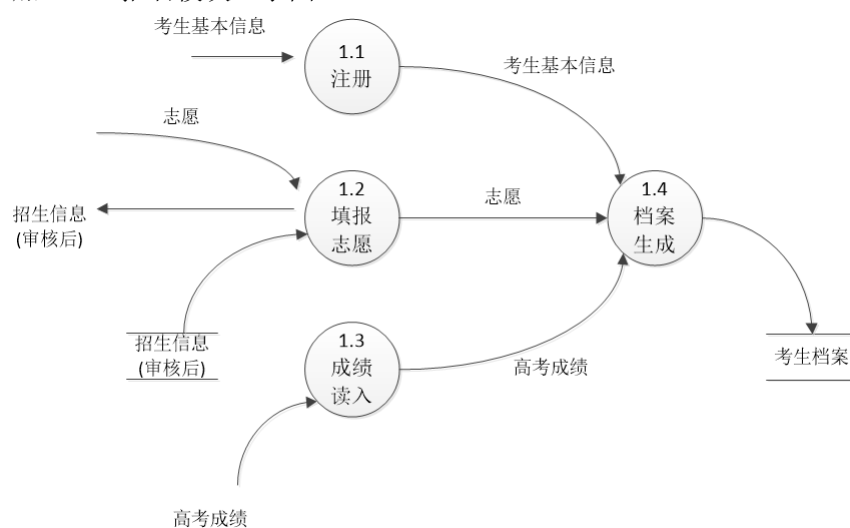 考生基本信息
1.1
注册
考生基本信息
志愿
1.2
填报
志愿
志愿
1.4
档案
生成
招生信息
(审核后)
招生信息
(审核后)
1.3
成绩
读入
高考成绩
考生档案
高考成绩